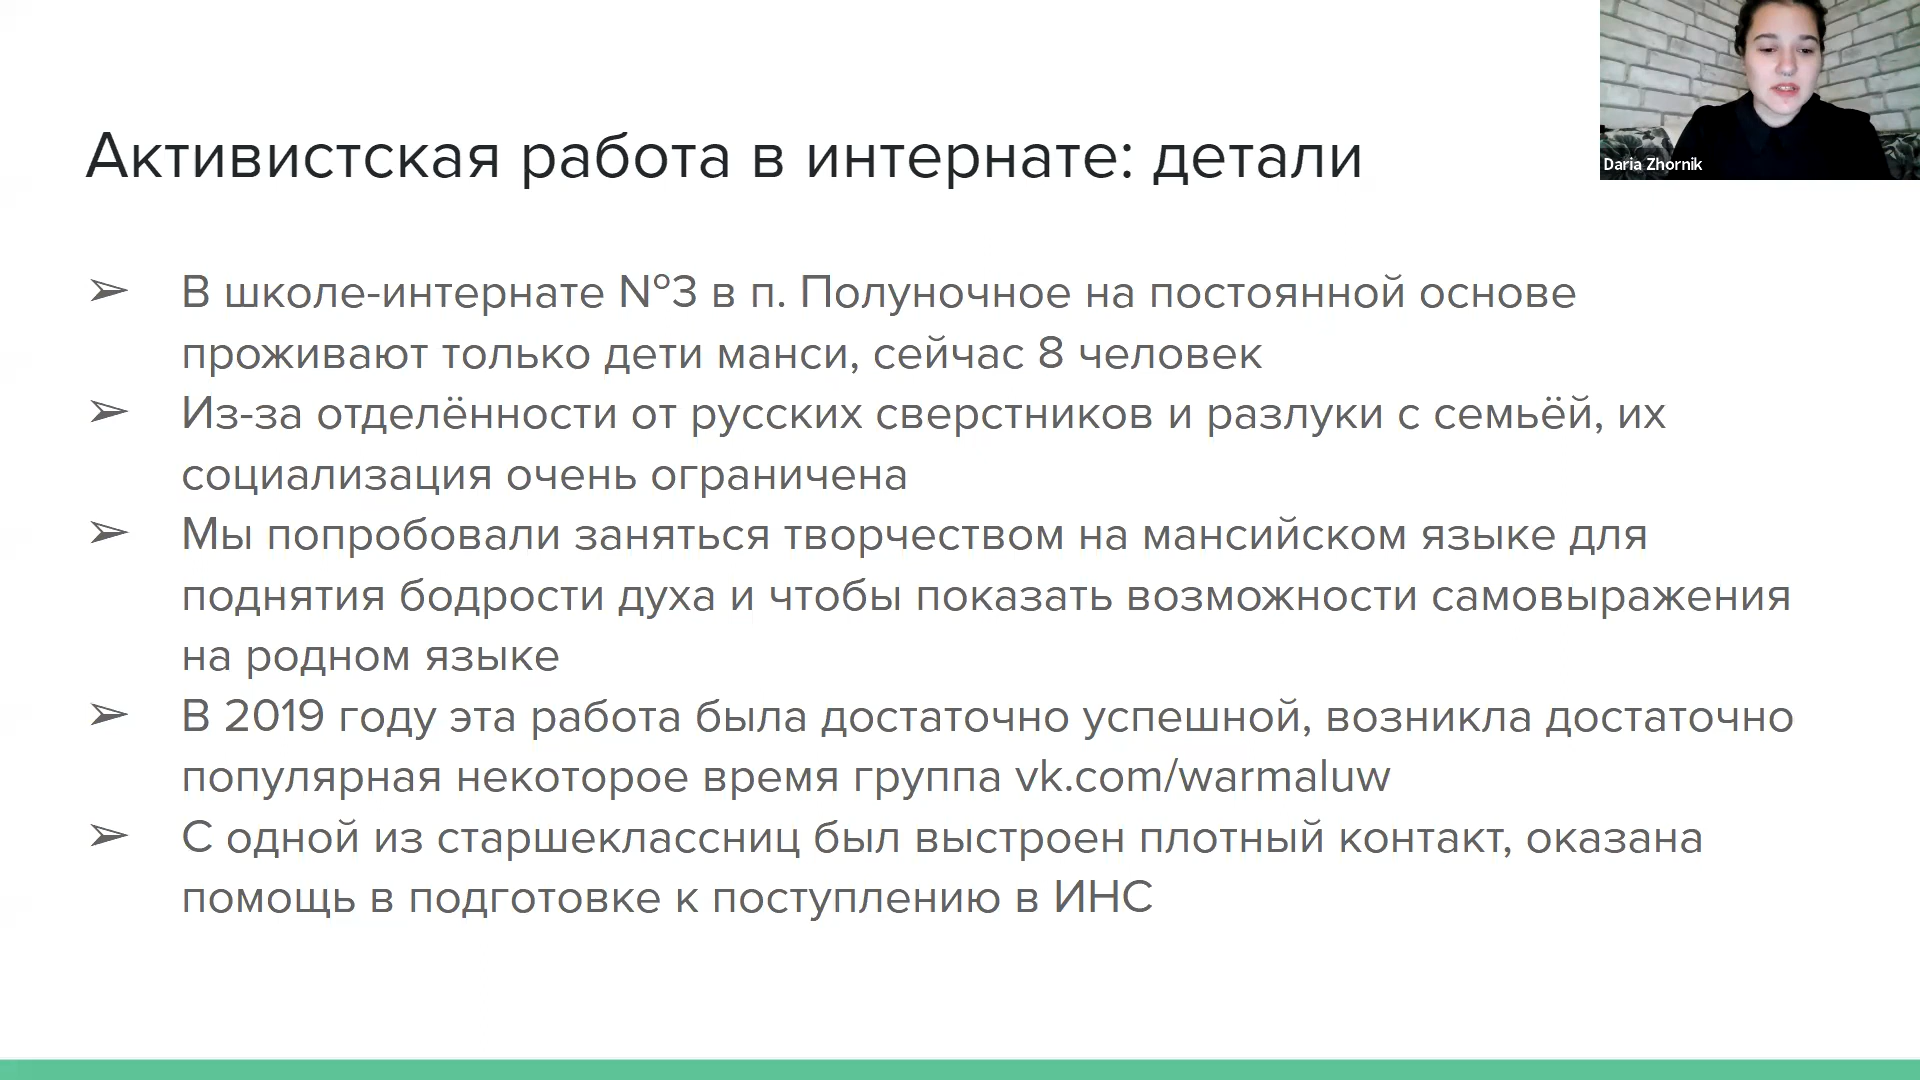 Активистская работа в интернате: детали
Daria Zhornik
➢ В школе-интернате №3 в п. Полуночное на постоянной основе
проживают только дети манси, сейчас 8 человек
➢ Из-за отделённости от русских сверстников и разлуки с семьёй, их
социализация очень ограничена
➢ Мы попробовали заняться творчеством на мансийском языке для
поднятия бодрости духа и чтобы показать возможности самовыражения
на родном языке
➢ В 2019 году эта работа была достаточно успешной, возникла достаточно
популярная некоторое время группа vk.com/warmaluw
➢ С одной из старшеклассниц был выстроен плотный контакт, оказана
помощь в подготовке к поступлению в ИНС